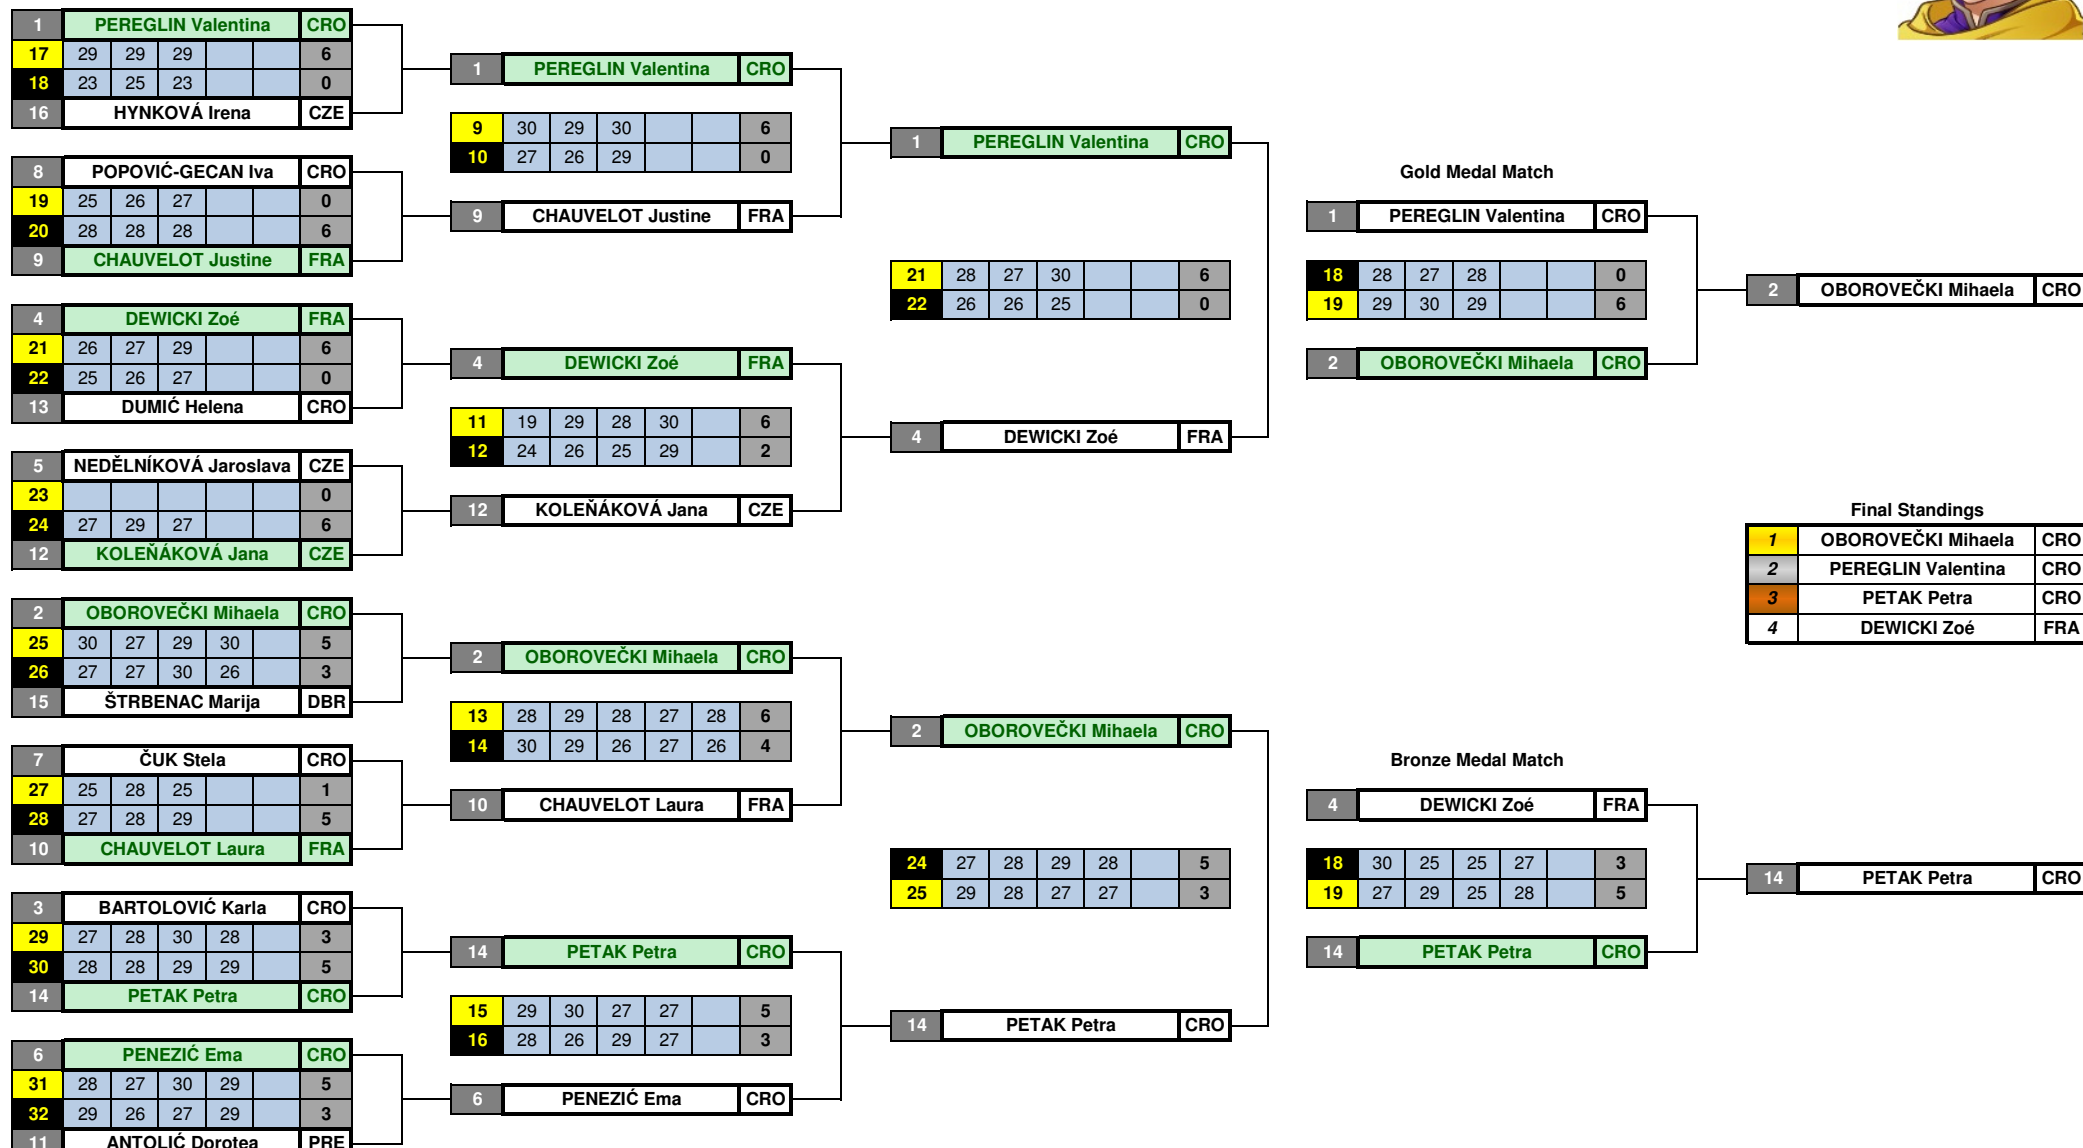 1 PEREGLIN Valentina CRO
17 29 29 29 6
18 23 25 23 0
16 HYNKOVÁ Irena CZE
8 POPOVIĆ-GECAN Iva CRO
19 25 26 27 0
20 28 28 28 6
9 CHAUVELOT Justine FRA
4 DEWICKI Zoé FRA
21 26 27 29 6
22 25 26 27 0
13 DUMIĆ Helena CRO
5 NEDĚLNÍKOVÁ Jaroslava CZE
23 0
24 27 29 27 6
12 KOLEŇÁKOVÁ Jana CZE
2 OBOROVEČKI Mihaela CRO
25 30 27 29 30 5
26 27 27 30 26 3
15 ŠTRBENAC Marija DBR
7 ČUK Stela CRO
27 25 28 25 1
28 27 28 29 5
10 CHAUVELOT Laura FRA
3 BARTOLOVIĆ Karla CRO
29 27 28 30 28 3
30 28 28 29 29 5
14 PETAK Petra CRO
6 PENEZIĆ Ema CRO
31 28 27 30 29 5
32 29 26 27 29 3
11 ANTOLIĆ Dorotea PRE
1 PEREGLIN Valentina CRO
9 30 29 30 6
10 27 26 29 0
9 CHAUVELOT Justine FRA
4 DEWICKI Zoé FRA
11 19 29 28 30 6
12 24 26 25 29 2
12 KOLEŇÁKOVÁ Jana CZE
2 OBOROVEČKI Mihaela CRO
13 28 29 28 27 28 6
14 30 29 26 27 26 4
10 CHAUVELOT Laura FRA
14 PETAK Petra CRO
15 29 30 27 27 5
16 28 26 29 27 3
6 PENEZIĆ Ema CRO
1 PEREGLIN Valentina CRO
21 28 27 30 6
22 26 26 25 0
4 DEWICKI Zoé FRA
2 OBOROVEČKI Mihaela CRO
24 27 28 29 28 5
25 29 28 27 27 3
14 PETAK Petra CRO
Gold Medal Match
1 PEREGLIN Valentina CRO
18 28 27 28 0
19 29 30 29 6
2 OBOROVEČKI Mihaela CRO
Bronze Medal Match
4 DEWICKI Zoé FRA
18 30 25 25 27 3
19 27 29 25 28 5
14 PETAK Petra CRO
2 OBOROVEČKI Mihaela CRO
Final Standings
1 OBOROVEČKI Mihaela CRO
2 PEREGLIN Valentina CRO
3 PETAK Petra CRO
4 DEWICKI Zoé FRA
14 PETAK Petra CRO